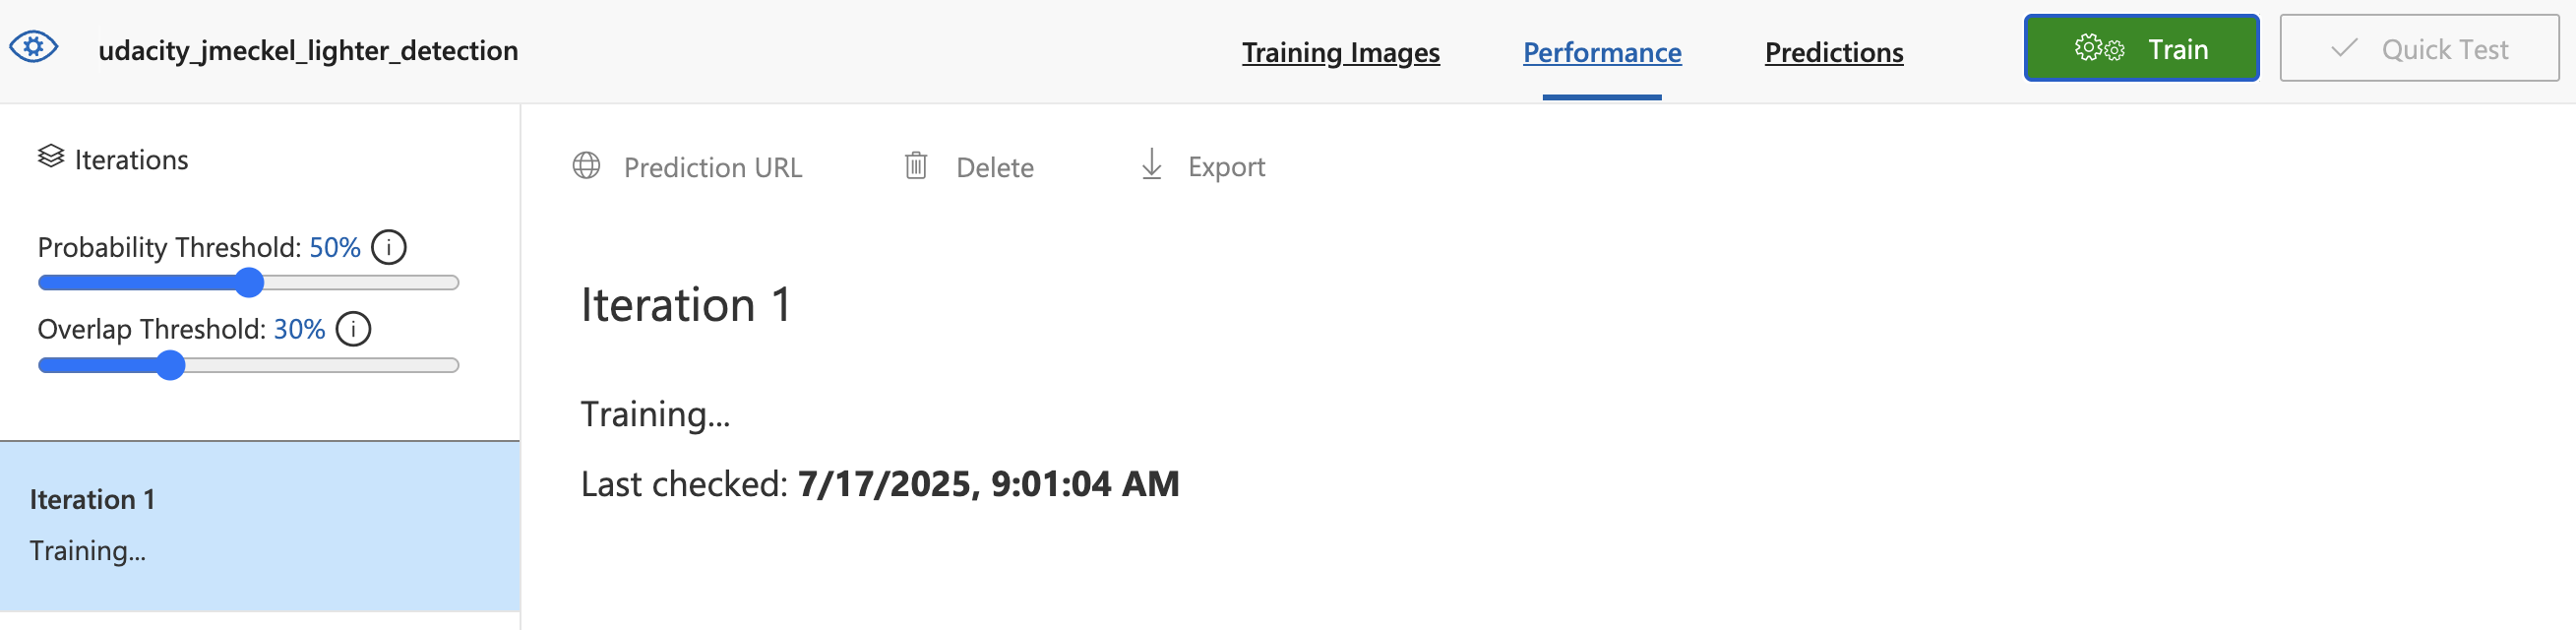 udacity_jmeckel_lighter_detection
Training Images
Performance
Predictions
Train
Quick Test
Iterations
Probability Threshold: 50%
Overlap Threshold: 30%
Iteration 1
Training...
Prediction URL
Delete
Export
Iteration 1
Training...
Last checked: 7/17/2025, 9:01:04 AM